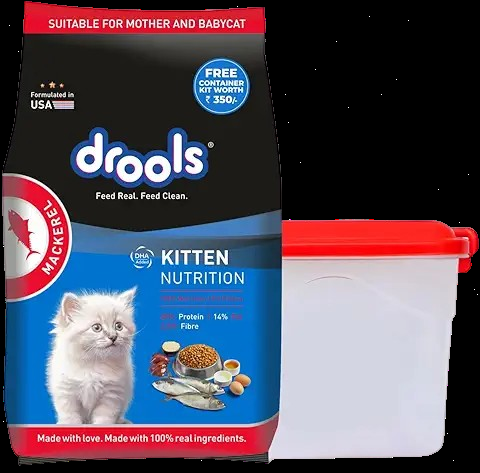 SUITABLE FOR MOTHER AND BABYCAT
Formulated in
USA
FREE
CONTAINER
KIT WORTH
₹ 350/-
drools®
Feed Real. Feed Clean.
MACKEREL
DHA
Added
KITTEN
NUTRITION
Protein 14%
Fibre
Made with love. Made with 100% real ingredients.